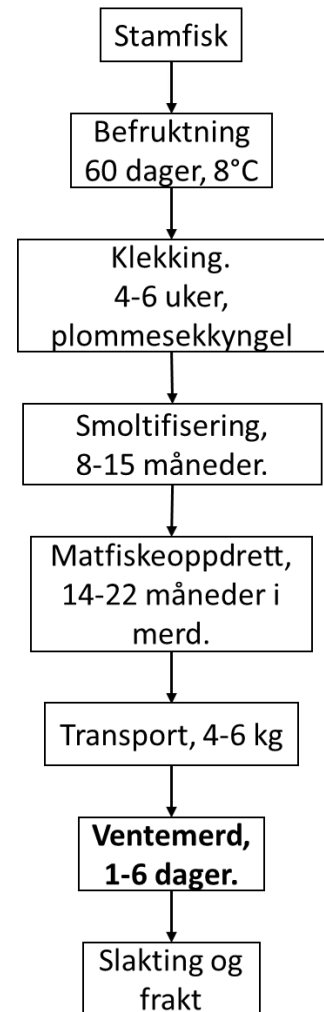 Stamfisk
Befruktning
60 dager, 8°C
Klekking.
4-6 uker,
plommesekkyngel
Smoltifisering,
8-15 måneder.
Matfiskeoppdrett,
14-22 måneder i
merd.
Transport, 4-6 kg
Ventemerd,
1-6 dager.
Slakting og
frakt